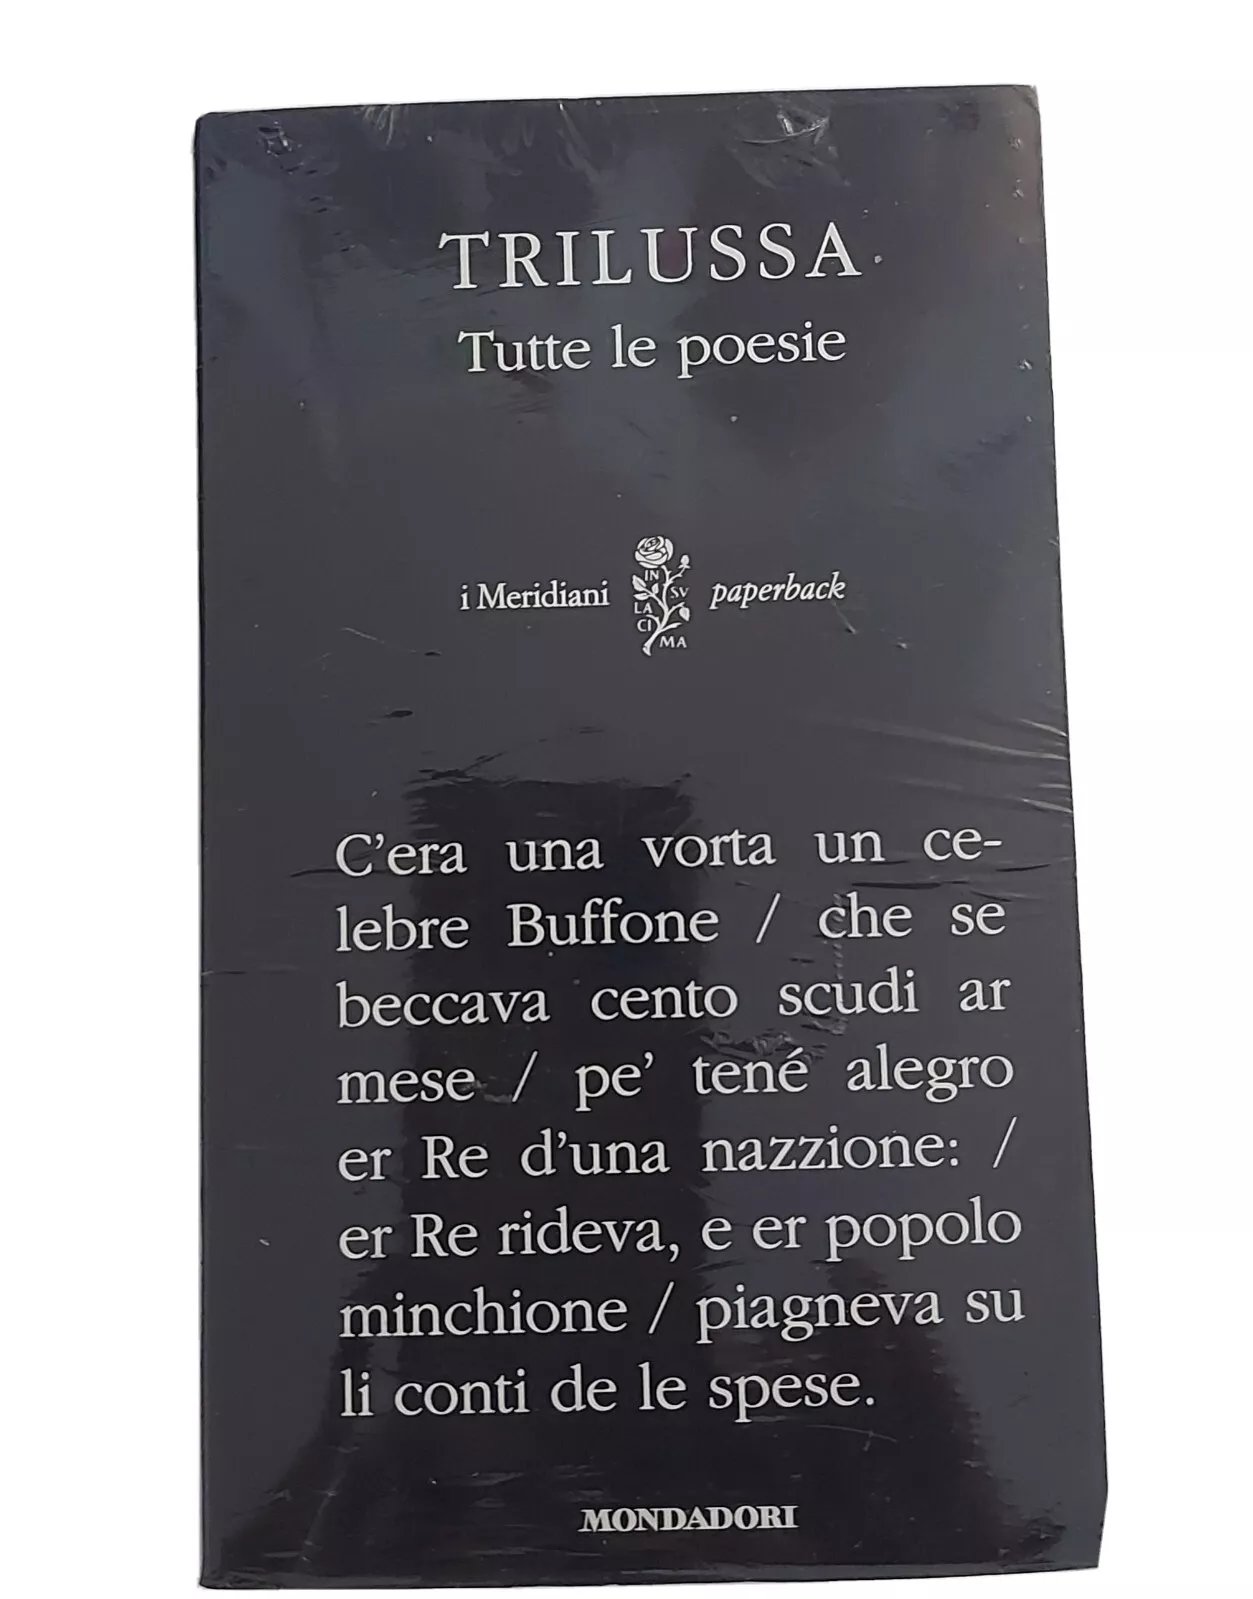 TRILUSSA
Tutte le poesie
i Meridiani
IN
SV
LA
CI
MA
paperback
C'era una vorta un ce-
lebre Buffone / che se
beccava cento scudi ar
mese / pe' tené alegro
er Re d'una nazzione: /
er Re rideva, e er popolo
minchione / piagneva su
li conti de le spese.
MONDADORI